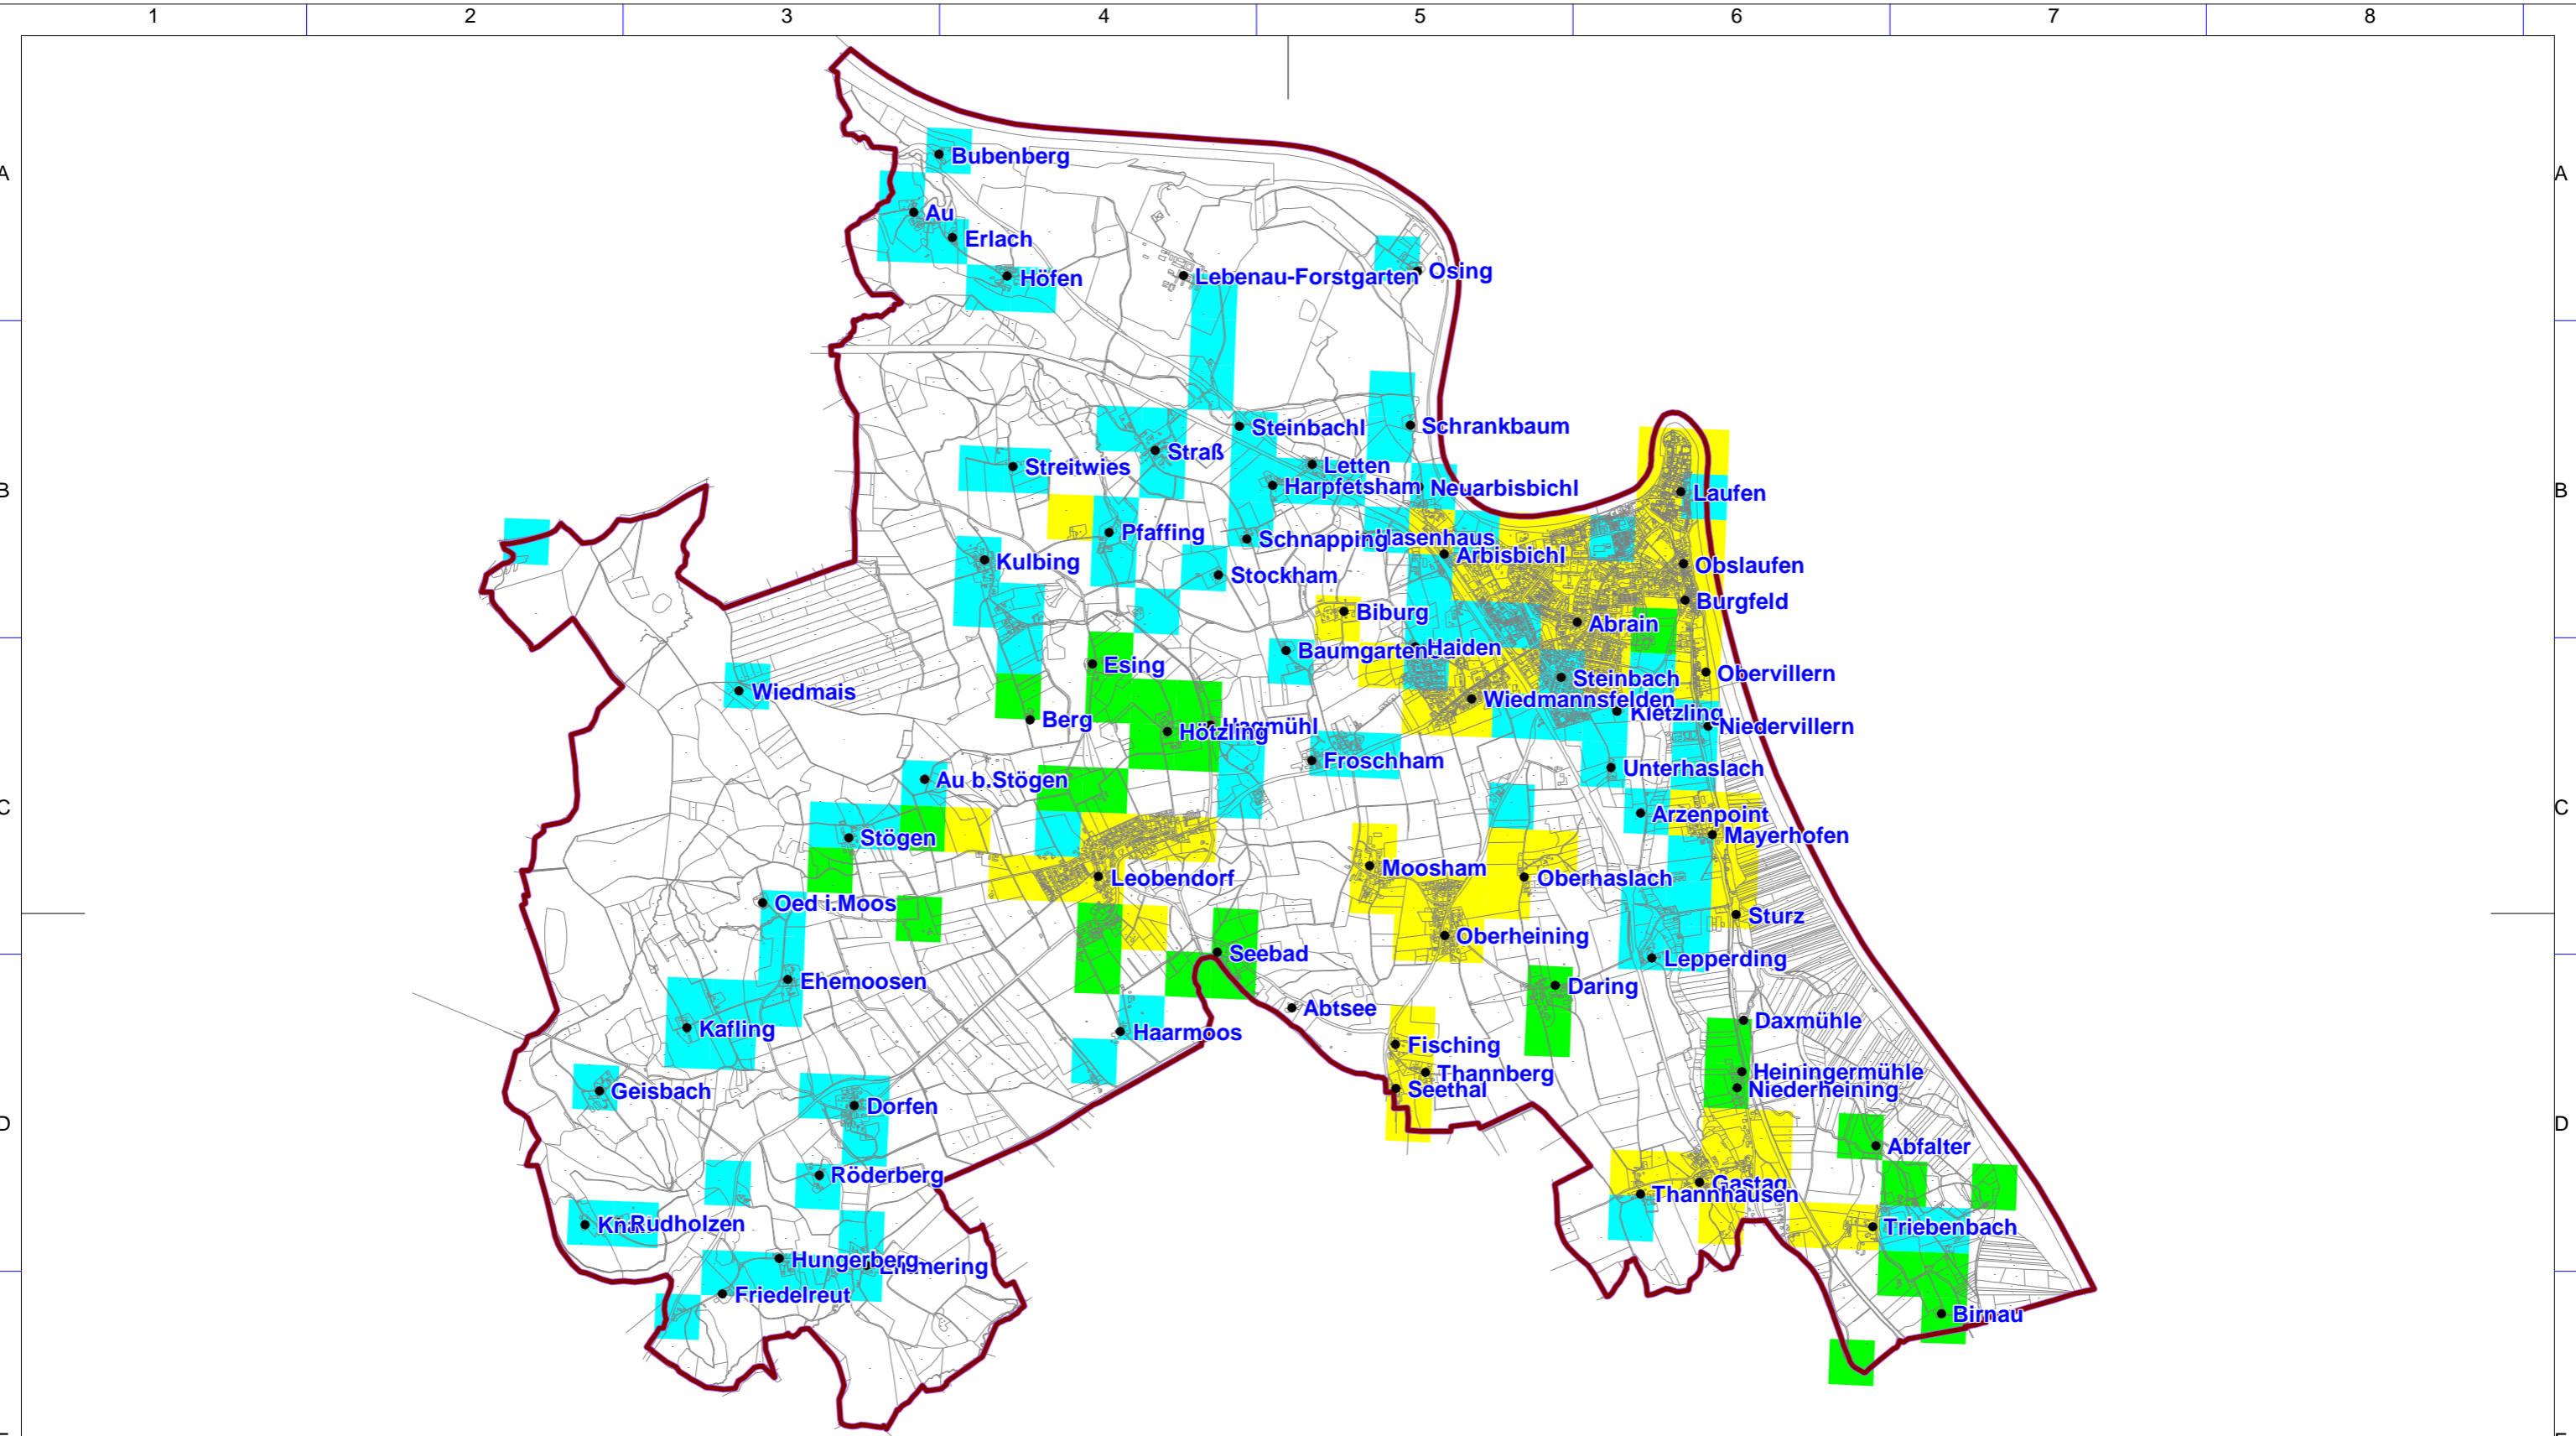 1 2 3 4 5 6 7 8
A
A
Bubenberg
Au
Erlach
Höfen
Lebenau-Forstgarten
Osing
Steinbachl
Schrankbaum
Straß
Streitwies
Letten
Harpfetsham
Neuarbisbichl
Laufen
B
B
Pfaffing
Schnapping
Arbisbichl
Kulbing
Stockham
Obslaufen
Burgfeld
Biburg
Abrain
Haiden
Esing
Wiedmais
Steinbach
Obervillern
Wiedmannsfelden
Kletzling
Berg
Hötzling
Niedervillern
Froschham
Unterhaslach
Au b.Stögen
C
C
Arzenpoint
Mayerhofen
Stögen
Moosham
Oberhaslach
Leobendorf
Oed i.Moos
Sturz
Oberheining
Seebad
Lepperding
Ehemoosen
Daring
Abtsee
Kafling
Haarmoos
Daxmühle
Fisching
Thannberg
Heiningermühle
Seethal
Niederheining
Geisbach
Dorfen
D
D
Abfalter
Röderberg
Gastag
Thannhausen
Rudholzen
Triebenbach
Hungerberg
Friedelreut
Birnau